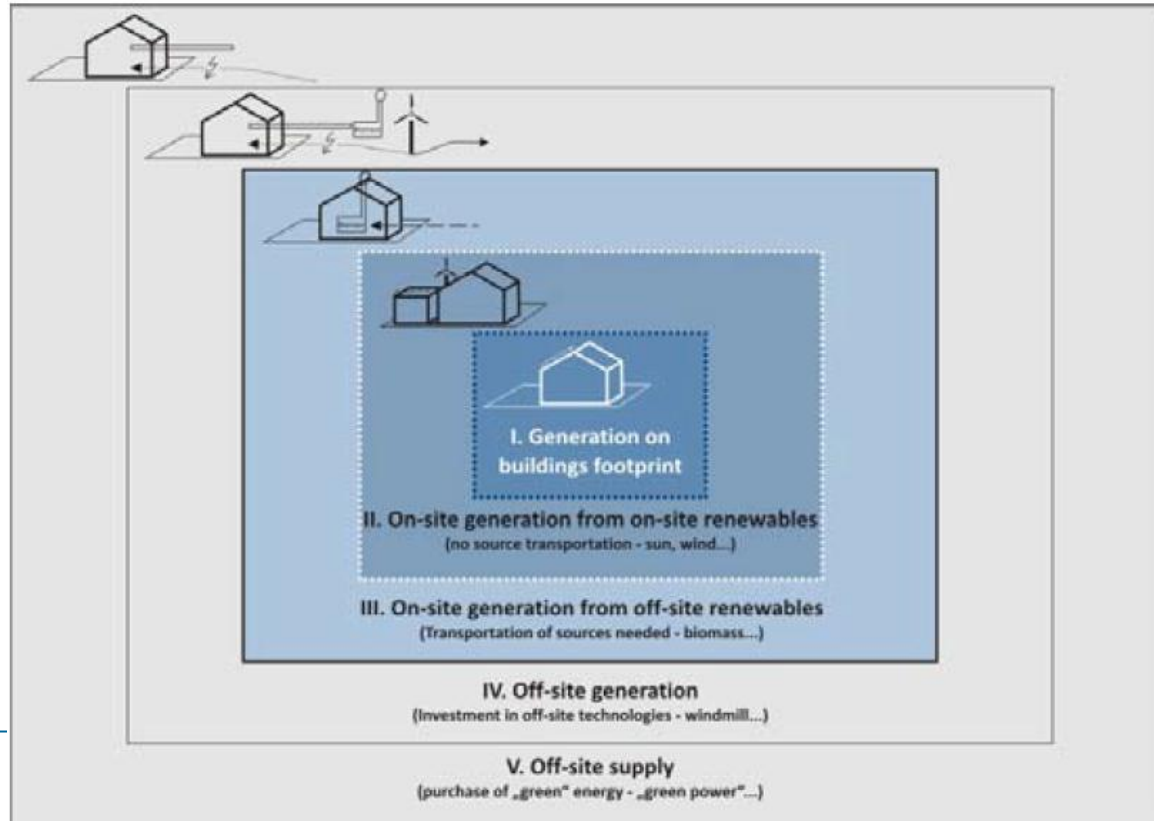 I. Generation on
buildings footprint
II. On-site generation from on-site renewables
(no source transportation - sun, wind...)
III. On-site generation from off-site renewables
(Transportation of sources needed - biomass...)
IV. Off-site generation
(Investment in off-site technologies - windmill...)
V. Off-site supply
(purchase of „green“ energy - „green power“...)